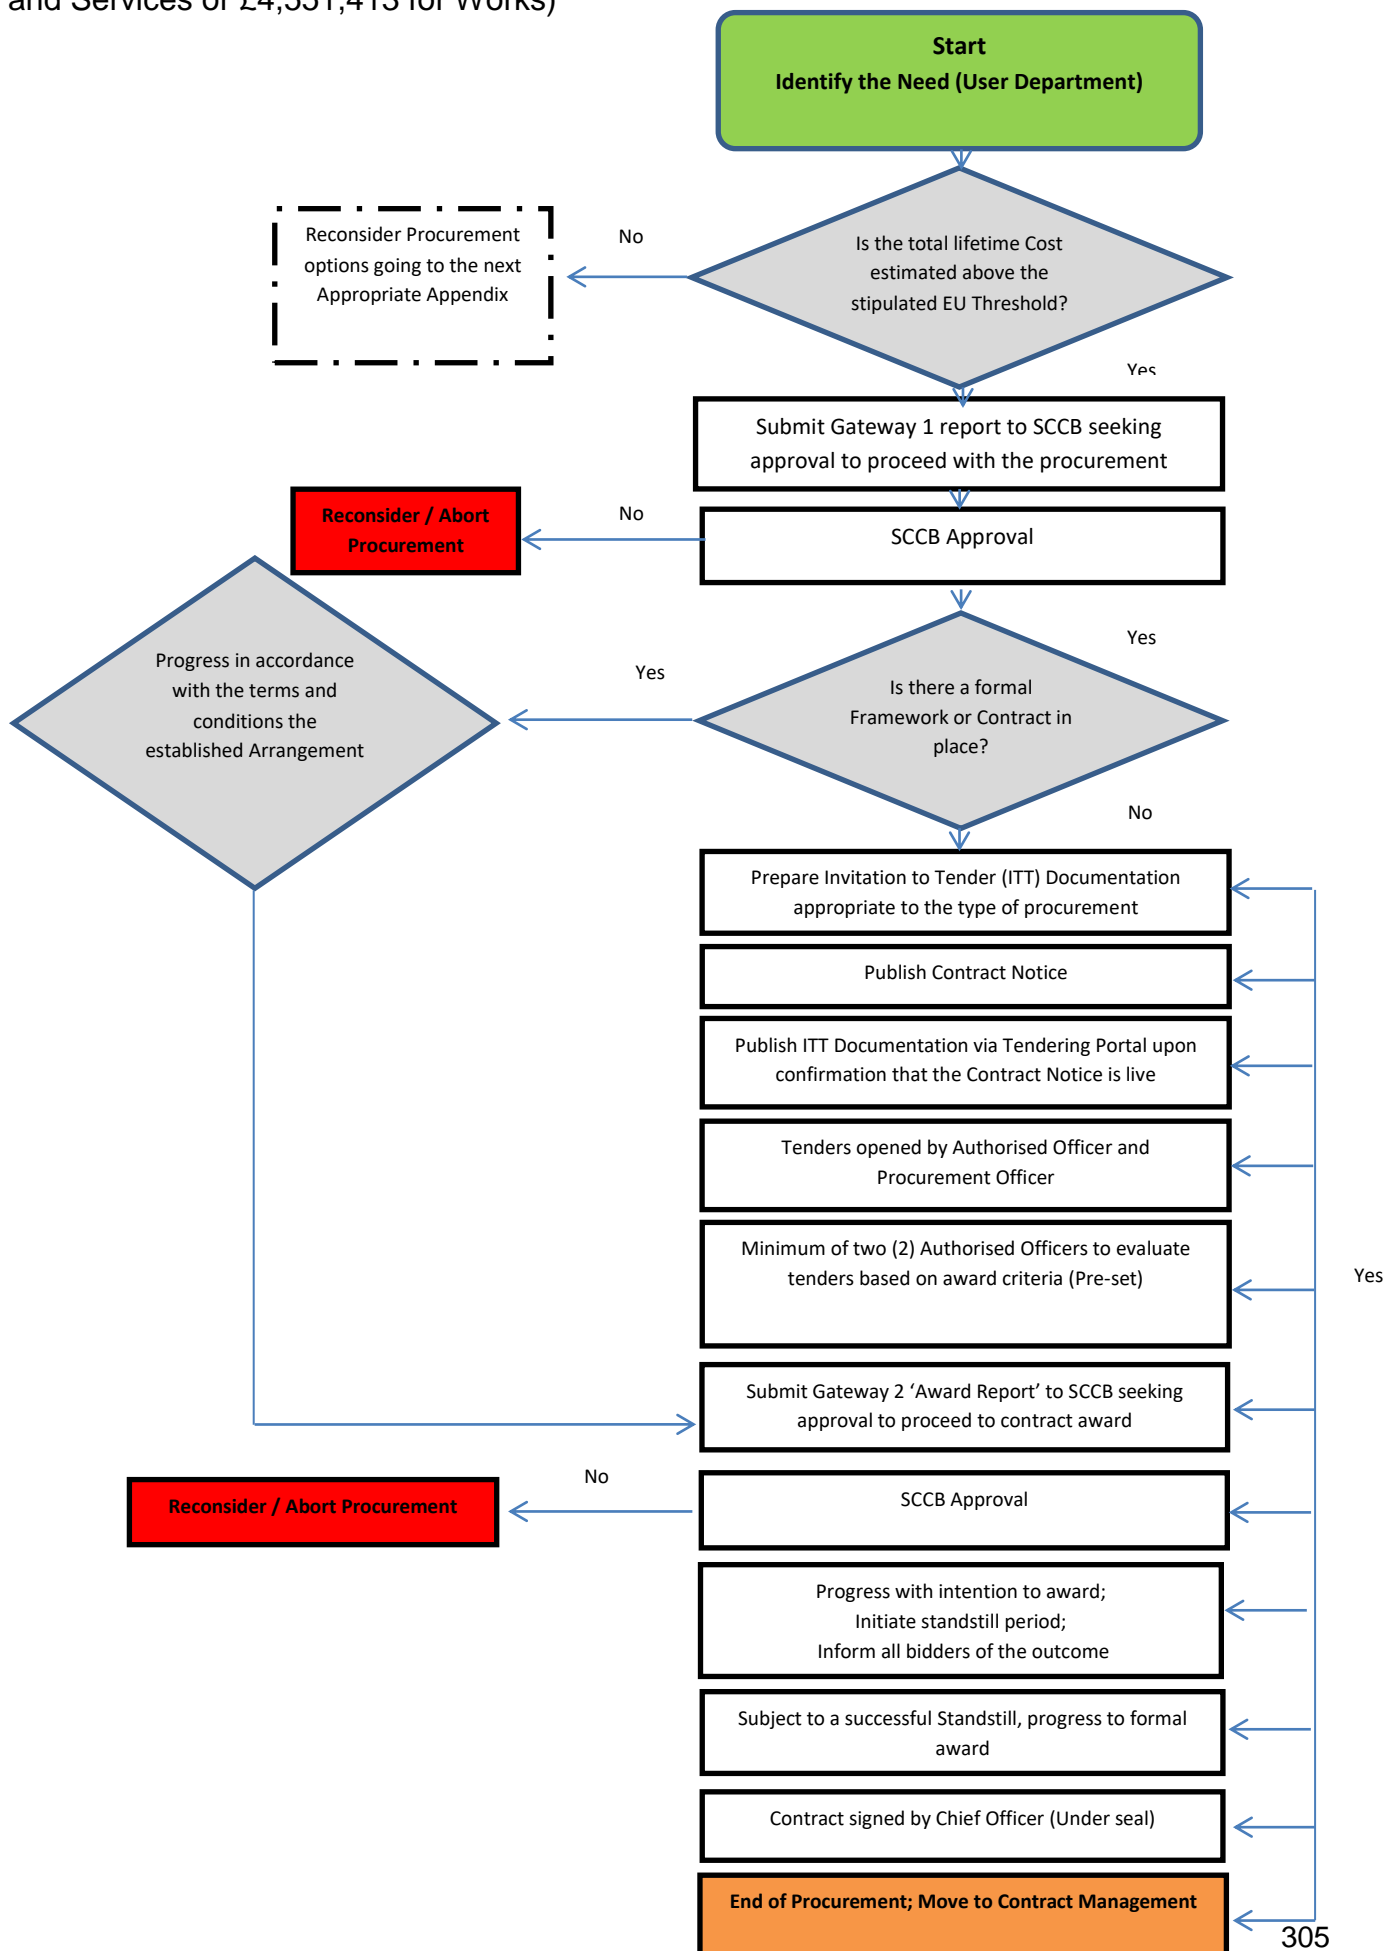 and Services or £4,551,413 for Works)
Start
Identify the Need (User Department)
Reconsider Procurement
options going to the next
Appropriate Appendix
No
Is the total lifetime Cost
estimated above the
stipulated EU Threshold?
Yes
Submit Gateway 1 report to SCCB seeking
approval to proceed with the procurement
Reconsider / Abort
Procurement
No
SCCB Approval
Yes
Progress in accordance
with the terms and
conditions the
established Arrangement
Yes
Is there a formal
Framework or Contract in
place?
No
Prepare Invitation to Tender (ITT) Documentation
appropriate to the type of procurement
Publish Contract Notice
Publish ITT Documentation via Tendering Portal upon
confirmation that the Contract Notice is live
Tenders opened by Authorised Officer and
Procurement Officer
Minimum of two (2) Authorised Officers to evaluate
tenders based on award criteria (Pre-set)
Yes
Submit Gateway 2 ‘Award Report’ to SCCB seeking
approval to proceed to contract award
Reconsider / Abort Procurement
No
SCCB Approval
Progress with intention to award;
Initiate standstill period;
Inform all bidders of the outcome
Subject to a successful Standstill, progress to formal
award
Contract signed by Chief Officer (Under seal)
End of Procurement; Move to Contract Management
305